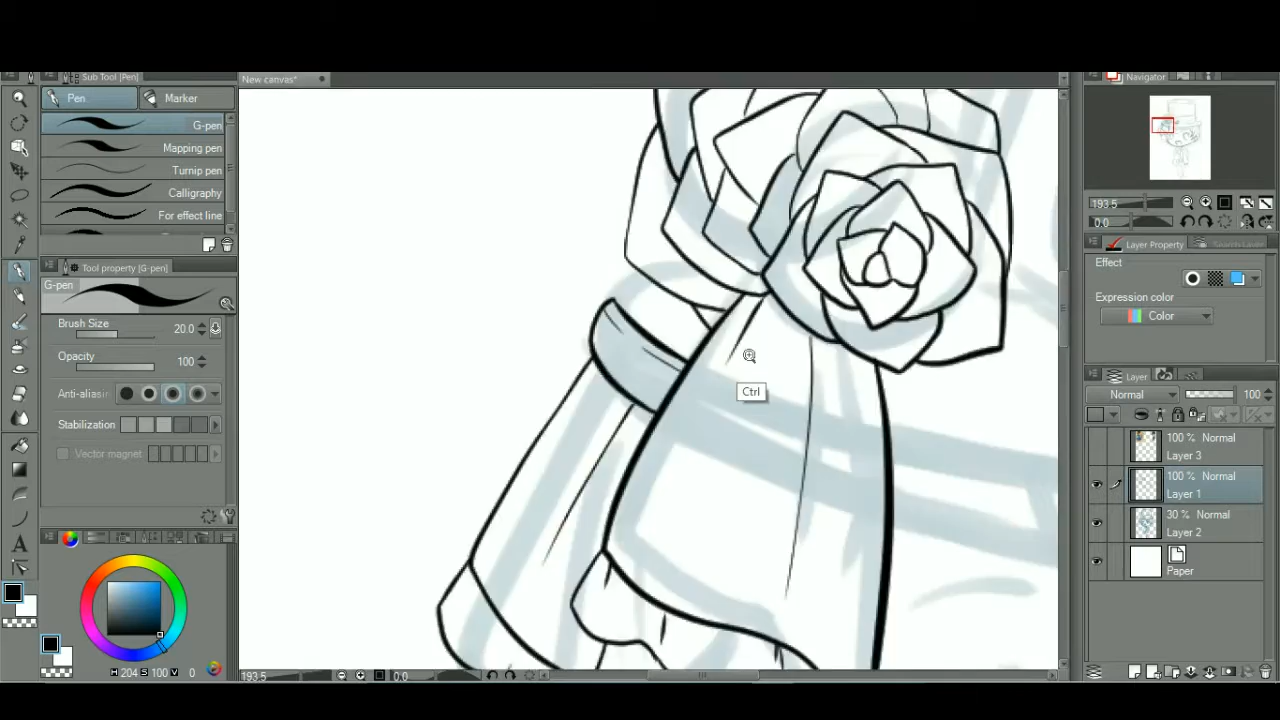 Sub Tool [Pen]
New canvas*
Navigator
Pen
Marker
G-pen
Mapping pen
Turnip pen
Calligraphy
For effect line
193.5
0.0
Layer Property
Search Layer
Tool property [G-pen]
Effect
G-pen
Expression color
Color
Brush Size
20.0
Opacity
100
Ctrl
Layer
Normal
100
Anti-aliasin
Stabilization
100 % Normal
Layer 3
Vector magnet
100 % Normal
Layer 1
30 % Normal
Layer 2
Paper
A
H 204 S 100 V 0
193.5
0.0